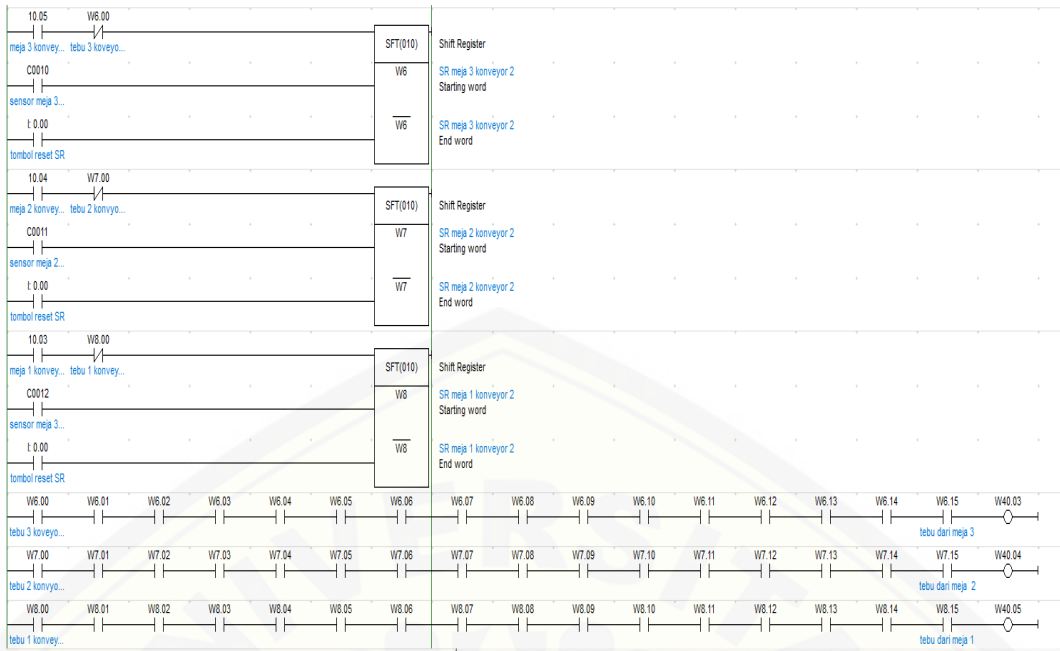 10.05 W6.00
meja 3 konvey... tebu 3 koveyo...
SFT(010) Shift Register
C0010
W6 SR meja 3 konveyor 2
Starting word
sensor meja 3...
I: 0.00
W6 SR meja 3 konveyor 2
End word
tombol reset SR
10.04 W7.00
meja 2 konvey... tebu 2 konvyo...
SFT(010) Shift Register
C0011
W7 SR meja 2 konveyor 2
Starting word
sensor meja 2...
I: 0.00
W7 SR meja 2 konveyor 2
End word
tombol reset SR
10.03 W8.00
meja 1 konvey... tebu 1 konvey...
SFT(010) Shift Register
C0012
W8 SR meja 1 konveyor 2
Starting word
sensor meja 3...
I: 0.00
W8 SR meja 1 konveyor 2
End word
tombol reset SR
W6.00 W6.01 W6.02 W6.03 W6.04 W6.05 W6.06 W6.07 W6.08 W6.09 W6.10 W6.11 W6.12 W6.13 W6.14 W6.15 W40.03
tebu 3 koveyo... tebu dari meja 3
W7.00 W7.01 W7.02 W7.03 W7.04 W7.05 W7.06 W7.07 W7.08 W7.09 W7.10 W7.11 W7.12 W7.13 W7.14 W7.15 W40.04
tebu 2 konvyo... tebu dari meja 2
W8.00 W8.01 W8.02 W8.03 W8.04 W8.05 W8.06 W8.07 W8.08 W8.09 W8.10 W8.11 W8.12 W8.13 W8.14 W8.15 W40.05
tebu 1 konvey... tebu dari meja 1